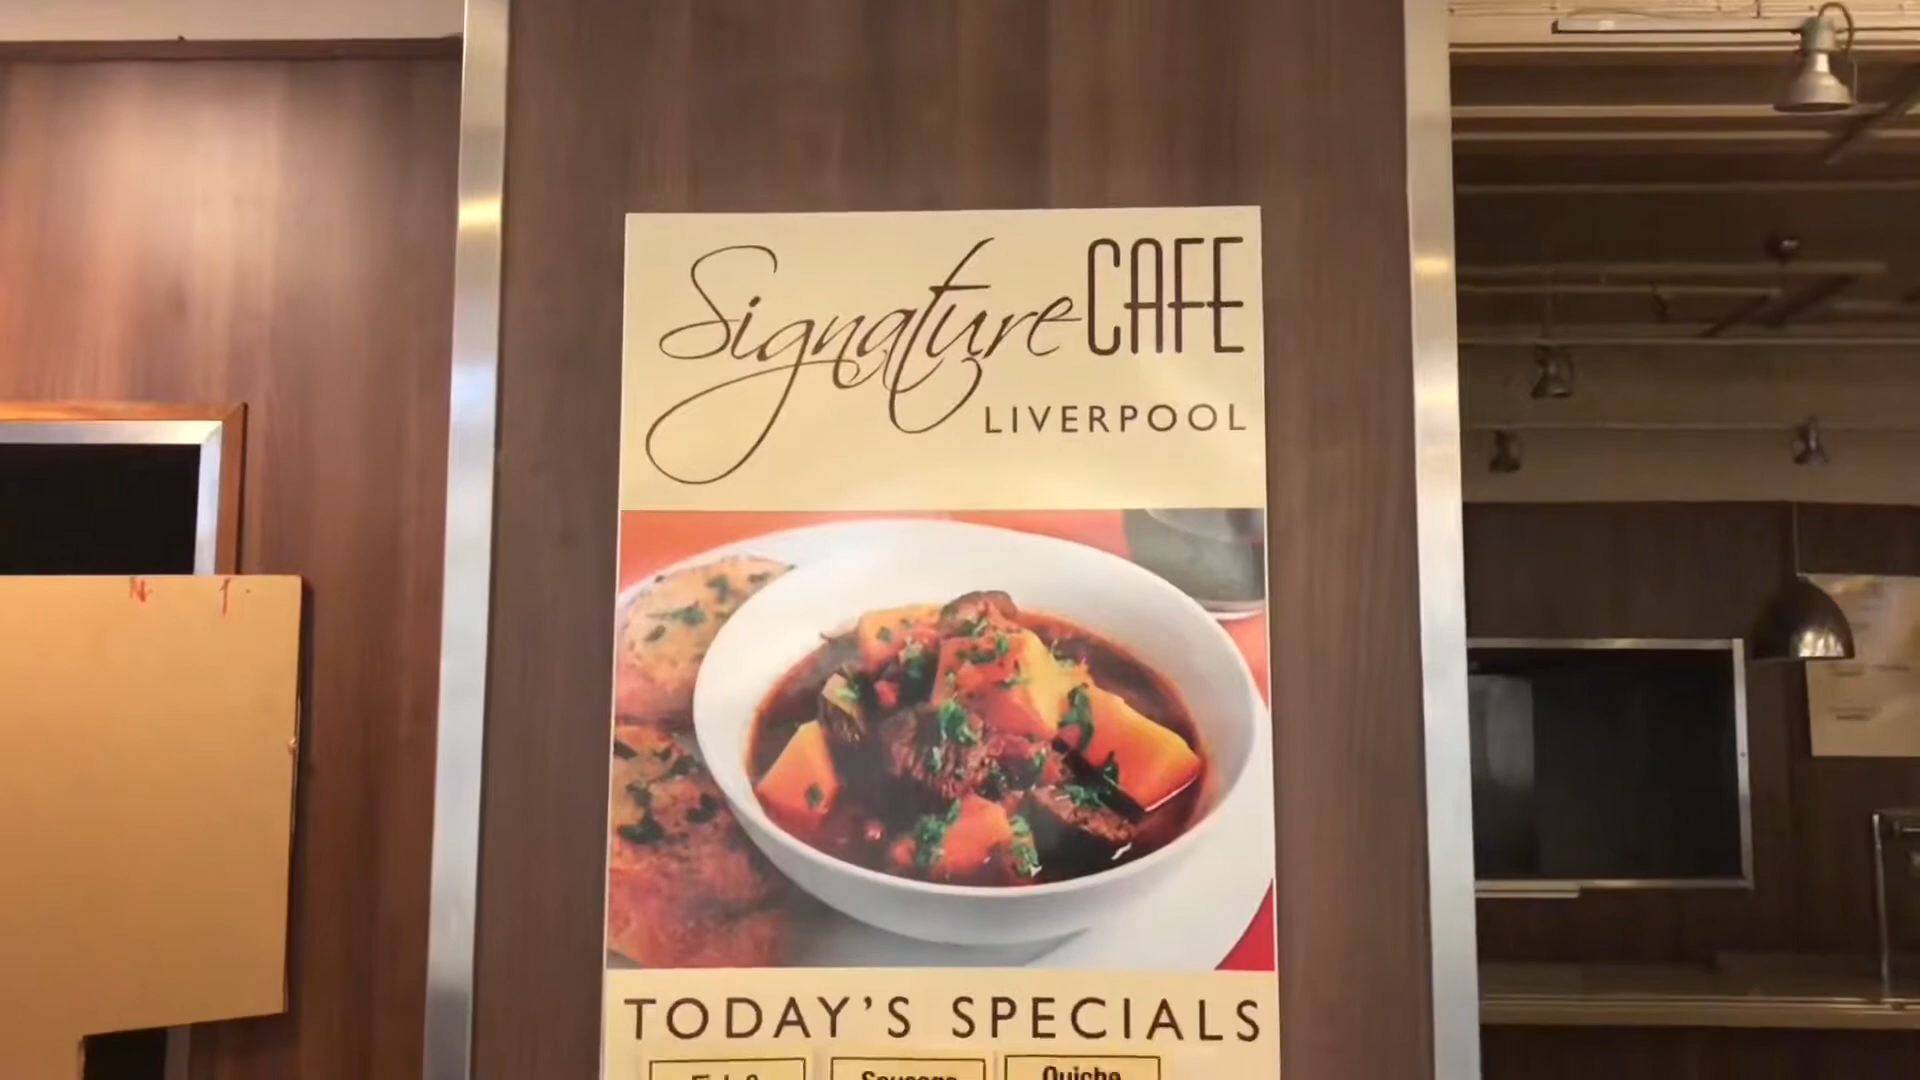 Signature CAFE
LIVERPOOL
TODAY'S SPECIALS
Sausage
Quiche